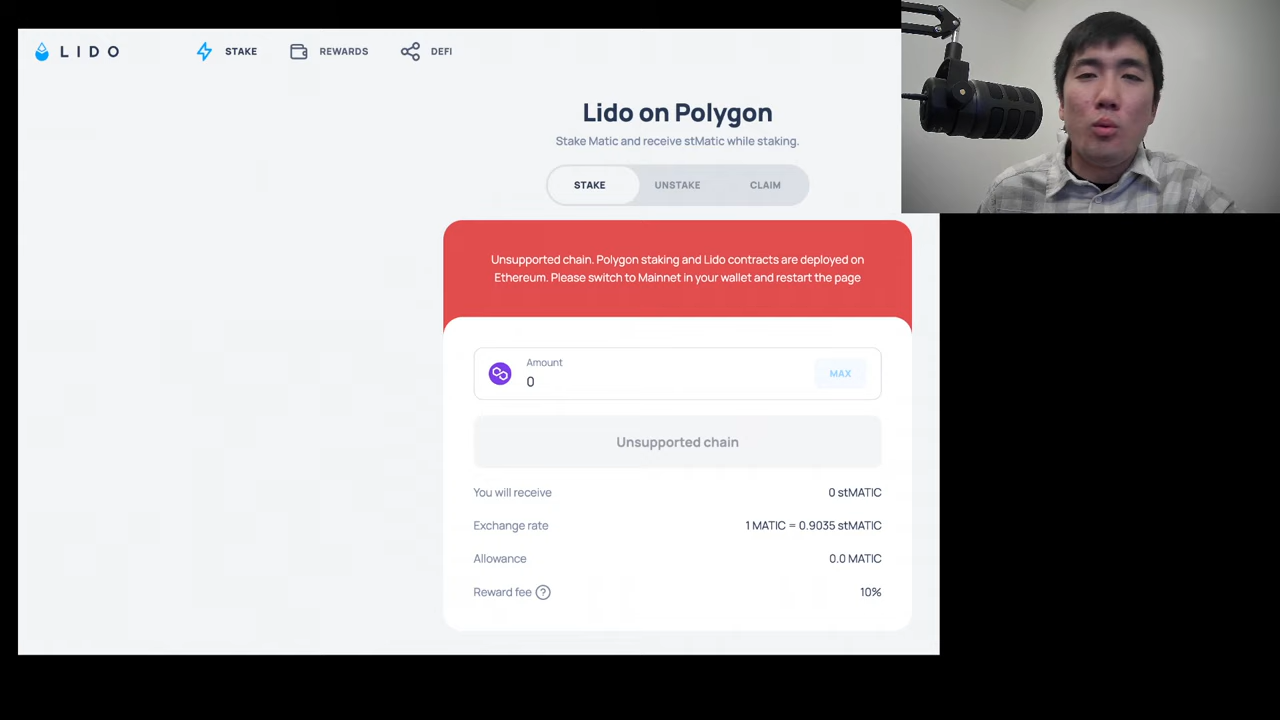 LIDO
STAKE
REWARDS
DEFI
Lido on Polygon
Stake Matic and receive stMatic while staking.
STAKE
UNSTAKE
CLAIM
Unsupported chain. Polygon staking and Lido contracts are deployed on
Ethereum. Please switch to Mainnet in your wallet and restart the page
Amount
0
MAX
Unsupported chain
You will receive
0 stMATIC
Exchange rate
1 MATIC = 0.9035 stMATIC
Allowance
0.0 MATIC
Reward fee ?
10%